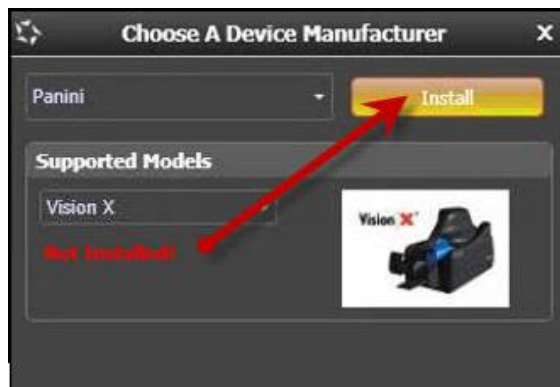 Choose A Device Manufacturer X
Panini
Install
Supported Models
Vision X
Not Installed!
Vision X